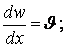 dw/dx = ϑ;